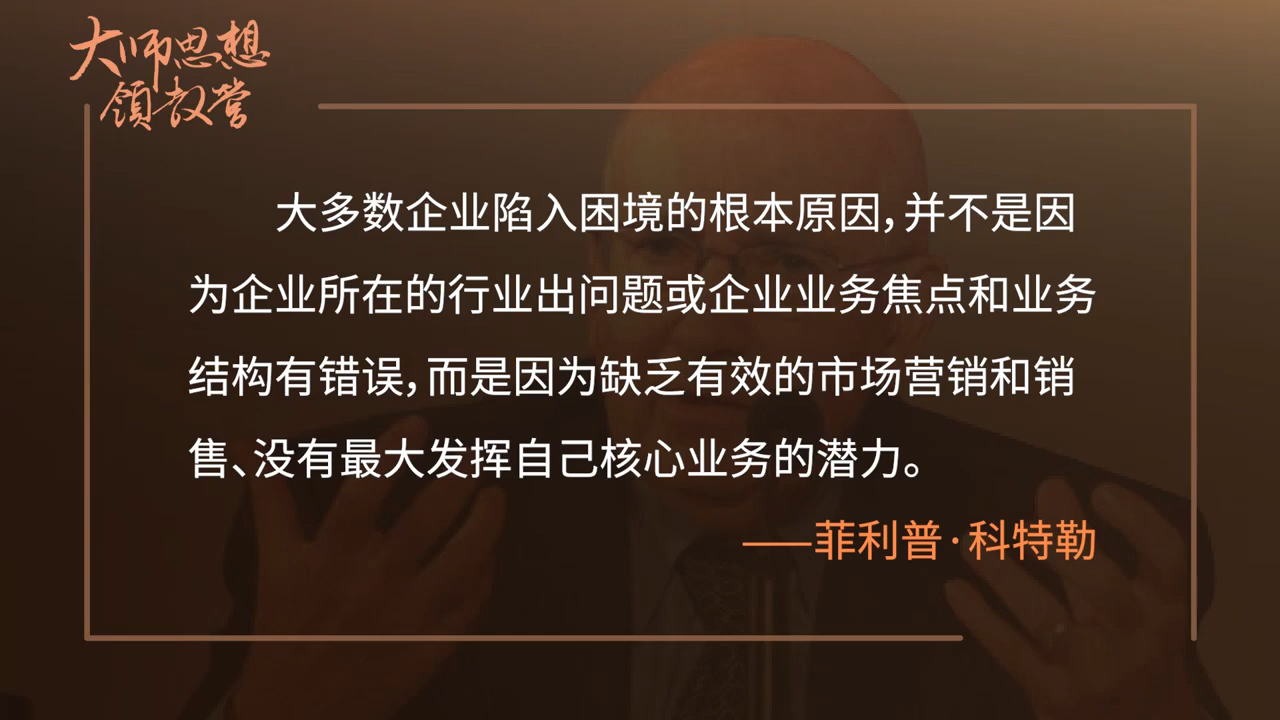 大师思想
領教营
大多数企业陷入困境的根本原因,并不是因
为企业所在的行业出问题或企业业务焦点和业务
结构有错误,而是因为缺乏有效的市场营销和销
售、没有最大发挥自己核心业务的潜力。
——菲利普·科特勒